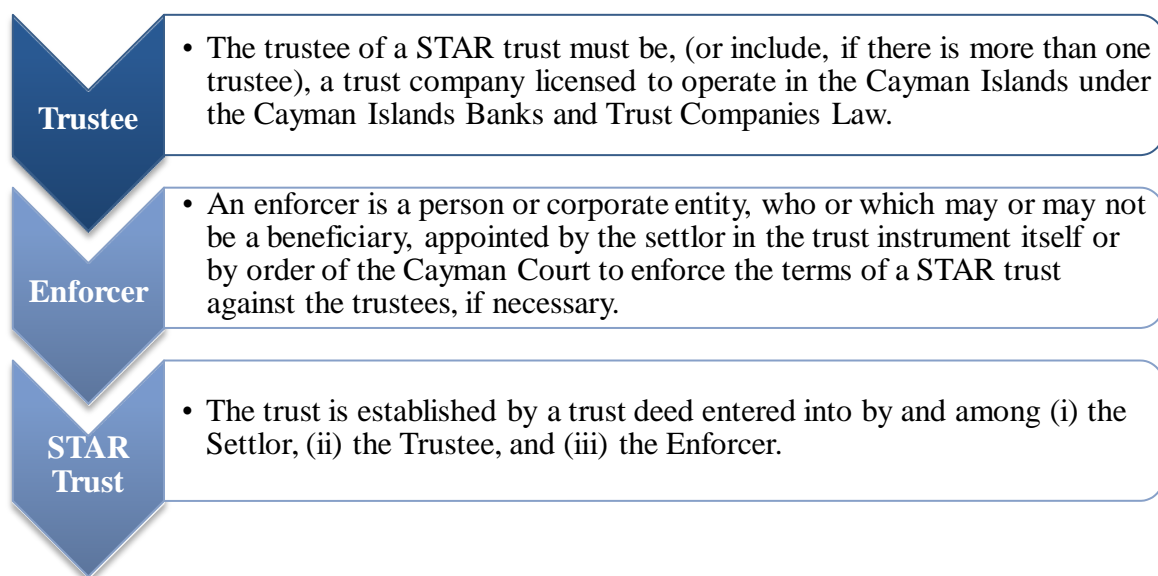 Trustee
• The trustee of a STAR trust must be, (or include, if there is more than one
trustee), a trust company licensed to operate in the Cayman Islands under
the Cayman Islands Banks and Trust Companies Law.
Enforcer
• An enforcer is a person or corporate entity, who or which may or may not
be a beneficiary, appointed by the settlor in the trust instrument itself or
by order of the Cayman Court to enforce the terms of a STAR trust
against the trustees, if necessary.
STAR
Trust
• The trust is established by a trust deed entered into by and among (i) the
Settlor, (ii) the Trustee, and (iii) the Enforcer.